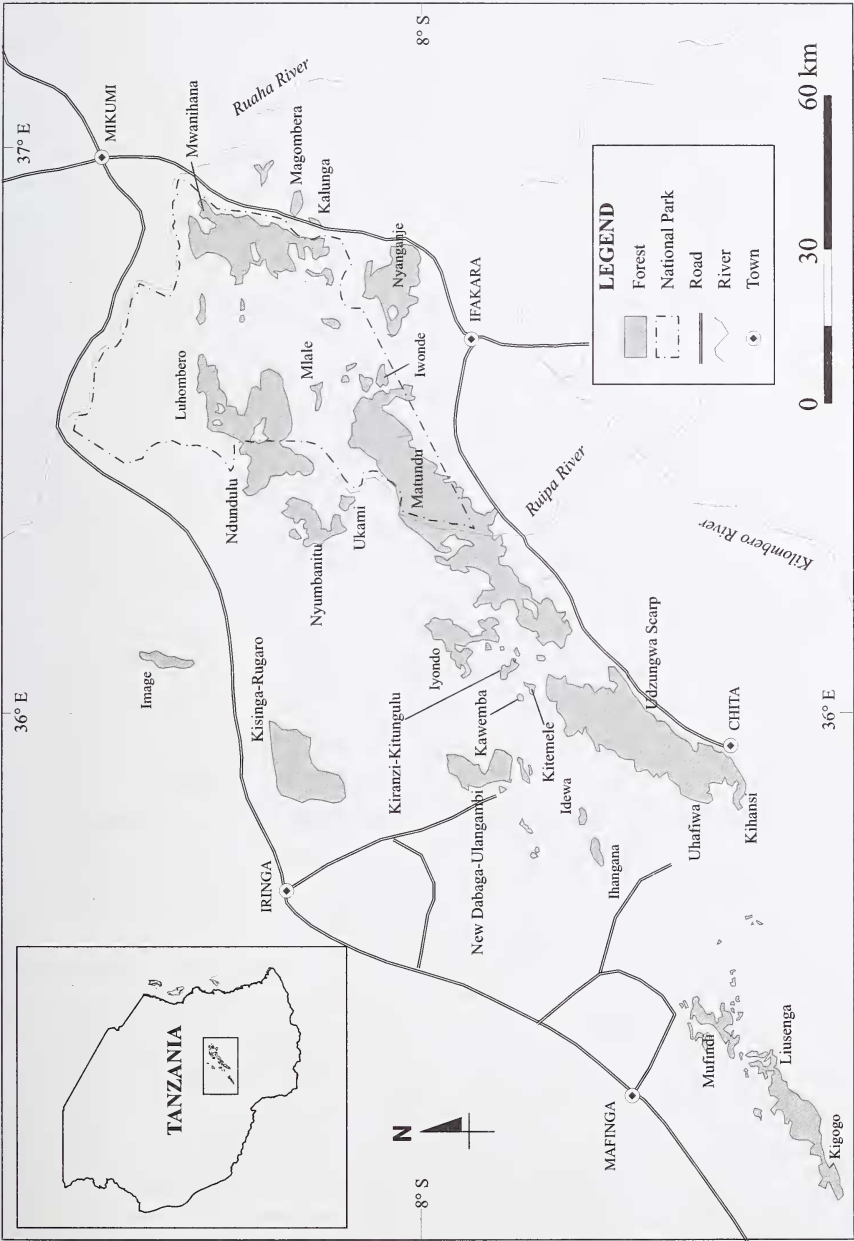 36° E
37° E
TANZANIA
Image
MIKUMI
Kisinga-Rugaro
Luhombero
Mwanihana
Ruaha River
IRINGA
Ndundulu
Nyumbanitu
Ukami
Mlale
Magombera
Kalunga
Nyanganje
Iwonde
8° S
8° S
N
Kiranzi-Kitungulu
Iyondo
Matundu
IFAKARA
New Dabaga-Ulangambi
Kawemba
Kitemele
Idewa
Ruipa River
Ihangana
Udzungwa Scarp
Uhafiwa
CHITA
Kihansi
Kilombero River
MAFINGA
Mufindi
Liusenga
Kigogo
LEGEND
Forest
National Park
Road
River
Town
0 30 60 km
36° E